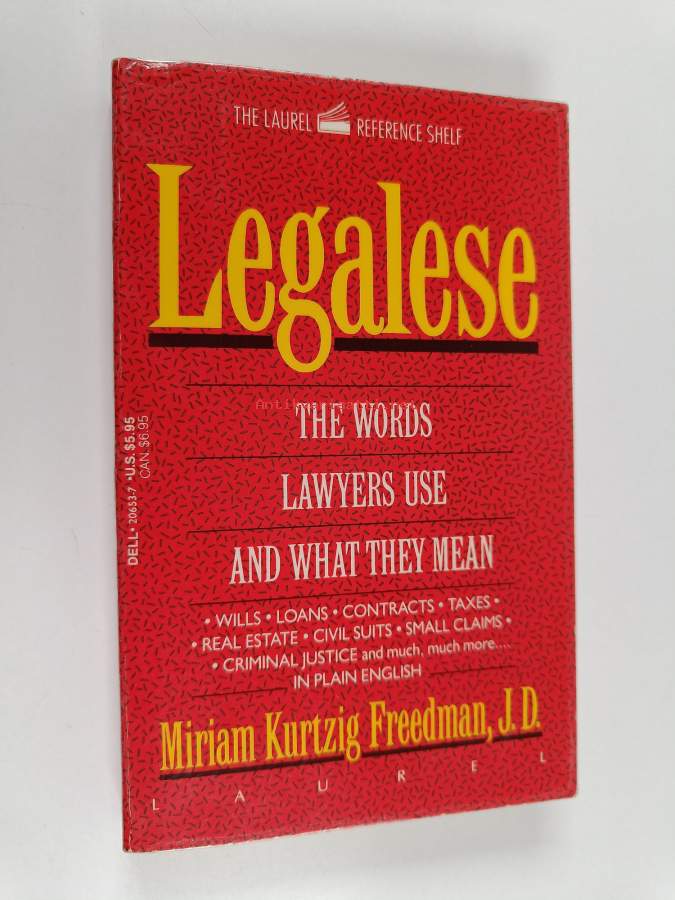 THE LAUREL REFERENCE SHELF
Legalese
THE WORDS
LAWYERS USE
AND WHAT THEY MEAN
• WILLS • LOANS • CONTRACTS • TAXES •
• REAL ESTATE • CIVIL SUITS • SMALL CLAIMS •
• CRIMINAL JUSTICE and much, much more....
IN PLAIN ENGLISH
Miriam Kurtzig Freedman, J.D.
LAUREL
DELL • 20653-7 • U.S. $5.95
CAN. $6.95